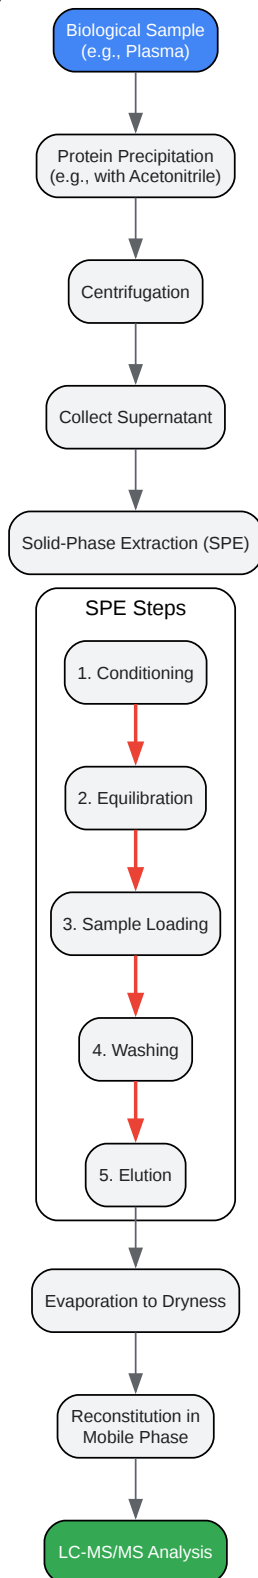 Biological Sample
(e.g., Plasma)
Protein Precipitation
(e.g., with Acetonitrile)
Centrifugation
Collect Supernatant
Solid-Phase Extraction (SPE)
SPE Steps
1. Conditioning
2. Equilibration
3. Sample Loading
4. Washing
5. Elution
Evaporation to Dryness
Reconstitution in
Mobile Phase
LC-MS/MS Analysis